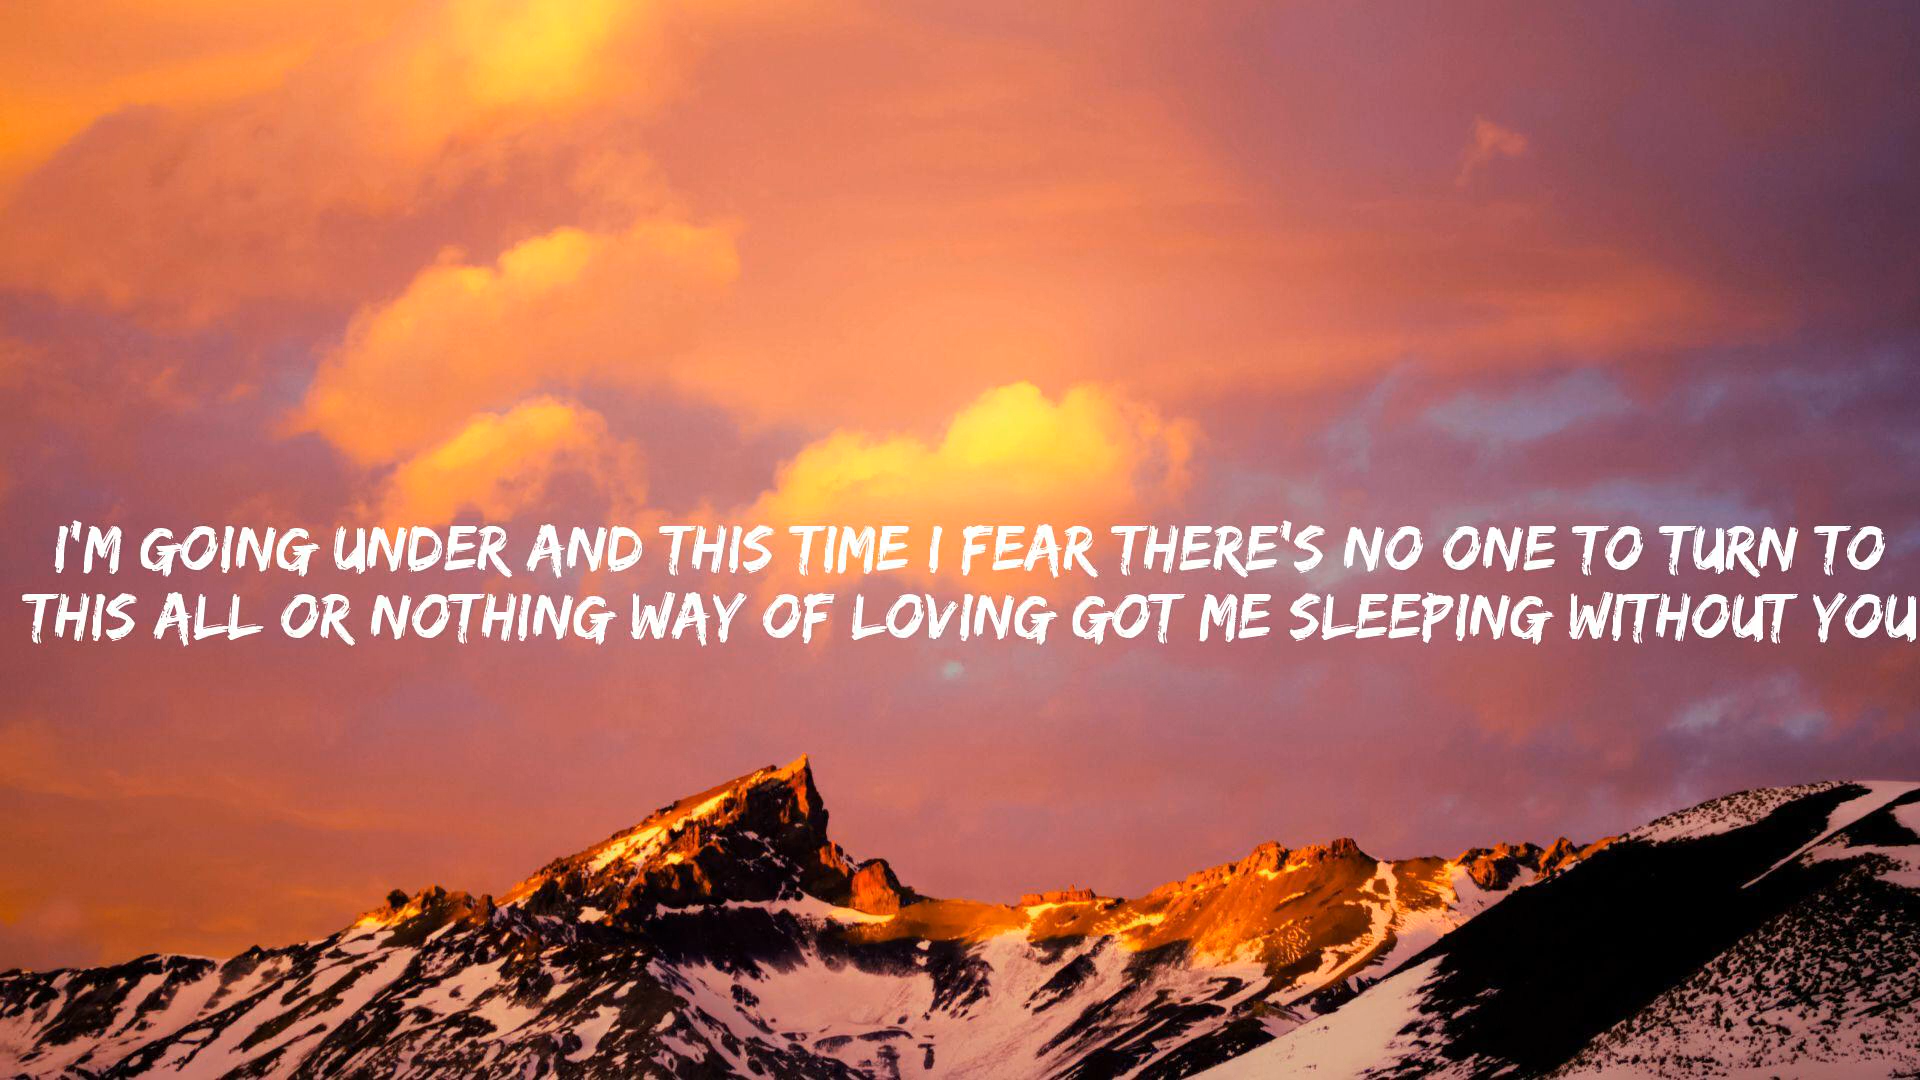 I'M GOING UNDER AND THIS TIME I FEAR THERE'S NO ONE TO TURN TO
THIS ALL OR NOTHING WAY OF LOVING GOT ME SLEEPING WITHOUT YOU